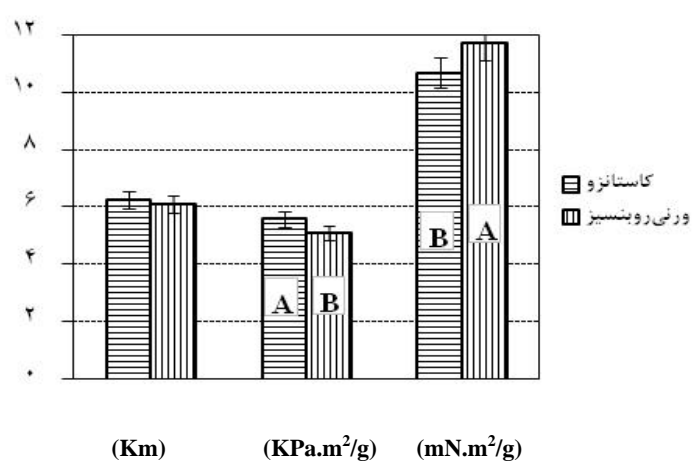 ۱۲
۱۰
۸
۶
۴
۲
۰
کاستانزو
ورنی‌روبنسیز
A
B
B
A
(Km)
(KPa.m²/g)
(mN.m²/g)